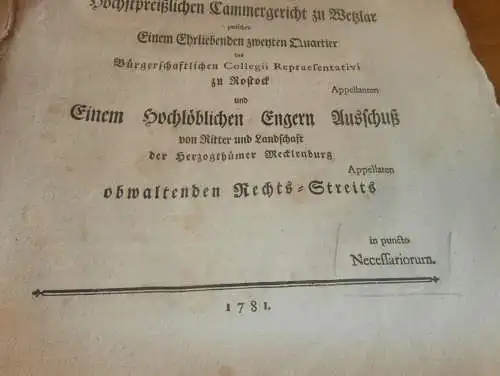 Höchstpreißlichen Cammergericht zu Wetzlar
zwischen
Einem Ehrliebenden zweyten Quartier
des
Bürgerschaftlichen Collegii Repraesentativi
zu Rostock
Appellanten
und
Einem Hochlöblichen Engern Ausschuß
von Ritter und Landschaft
der Herzogthümer Mecklenburg
Appellaten
obwaltenden Rechts-Streits
in puncto
Necessariorum.
1781.